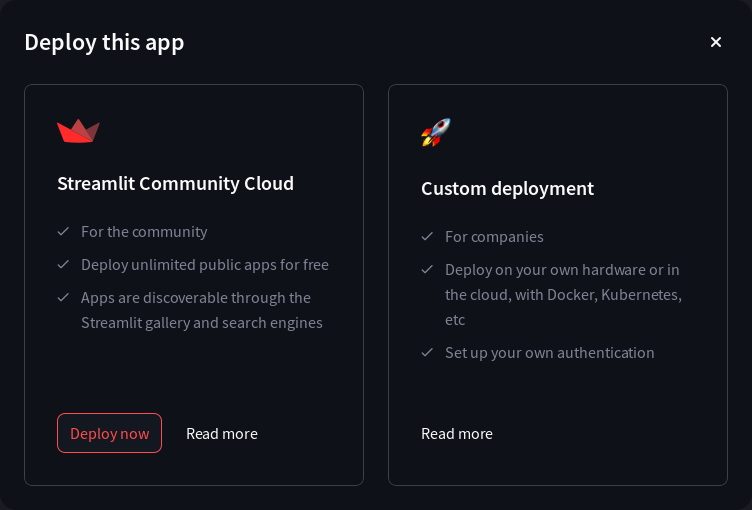 Deploy this app
Streamlit Community Cloud
For the community
Deploy unlimited public apps for free
Apps are discoverable through the
Streamlit gallery and search engines
Deploy now
Read more
Custom deployment
For companies
Deploy on your own hardware or in
the cloud, with Docker, Kubernetes,
etc
Set up your own authentication
Read more